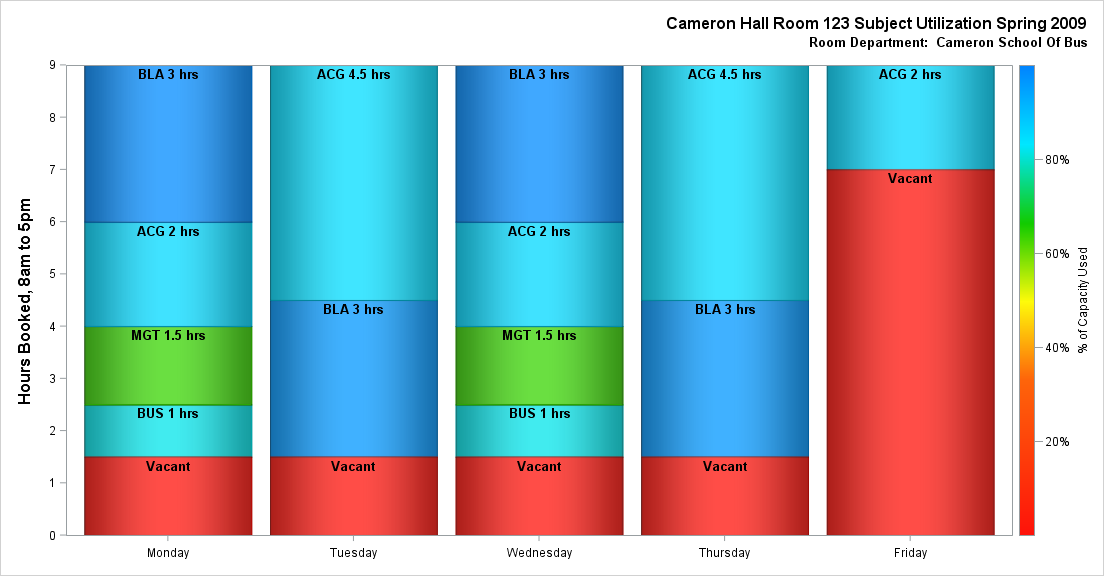 Cameron Hall Room 123 Subject Utilization Spring 2009
Room Department:  Cameron School Of Bus
Hours Booked, 8am to 5pm
9
8
7
6
5
4
3
2
1
0
BLA 3 hrs
ACG 2 hrs
MGT 1.5 hrs
BUS 1 hrs
Vacant
ACG 4.5 hrs
BLA 3 hrs
Vacant
BLA 3 hrs
ACG 2 hrs
MGT 1.5 hrs
BUS 1 hrs
Vacant
ACG 4.5 hrs
BLA 3 hrs
Vacant
ACG 2 hrs
Vacant
Monday
Tuesday
Wednesday
Thursday
Friday
80%
60%
40%
20%
% of Capacity Used